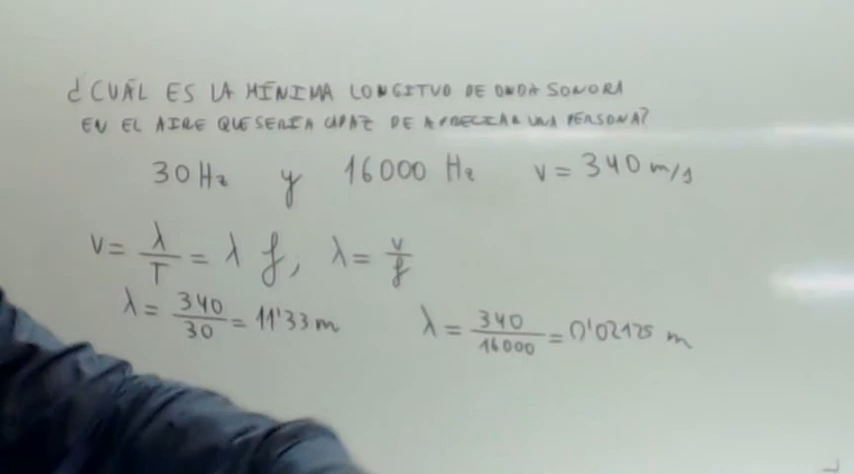 ¿CUÁL ES LA MÍNIMA LONGITUD DE ONDA SONORA
EN EL AIRE QUE SERÍA CAPAZ DE APRECIAR UNA PERSONA?
30 Hz y 16000 Hz v = 340 m/s
v = λ/T = λ f, λ = v/f
λ = 340/30 = 11'33 m λ = 340/16000 = 0'02125 m